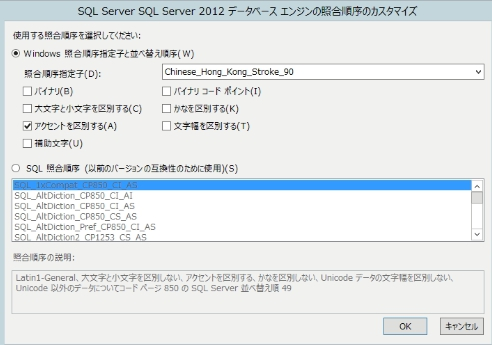 SQL Server SQL Server 2012 データベース エンジンの照合順序のカスタマイズ
使用する照合順序を選択してください:
Windows 照合順序指定子と並べ替え順序(W)
照合順序指定子(D): Chinese_Hong_Kong_Stroke_90
バイナリ(B) バイナリ コード ポイント(I)
大文字と小文字を区別する(C) かなを区別する(K)
アクセントを区別する(A) 文字幅を区別する(T)
補助文字(U)
SQL 照合順序 (以前のバージョンの互換性のために使用)(S)
SQL_1xCompat_CP850_CI_AS
SQL_AltDiction_CP850_CI_AI
SQL_AltDiction_CP850_CI_AS
SQL_AltDiction_CP850_CS_AS
SQL_AltDiction_Pref_CP850_CI_AS
SQL_AltDiction2_CP1253_CS_AS
照合順序の説明:
Latin1-General、大文字と小文字を区別しない、アクセントを区別する、かなを区別しない、Unicode データの文字幅を区別しない、
Unicode 以外のデータについてコード ページ 850 の SQL Server 並べ替え順 49
OK キャンセル